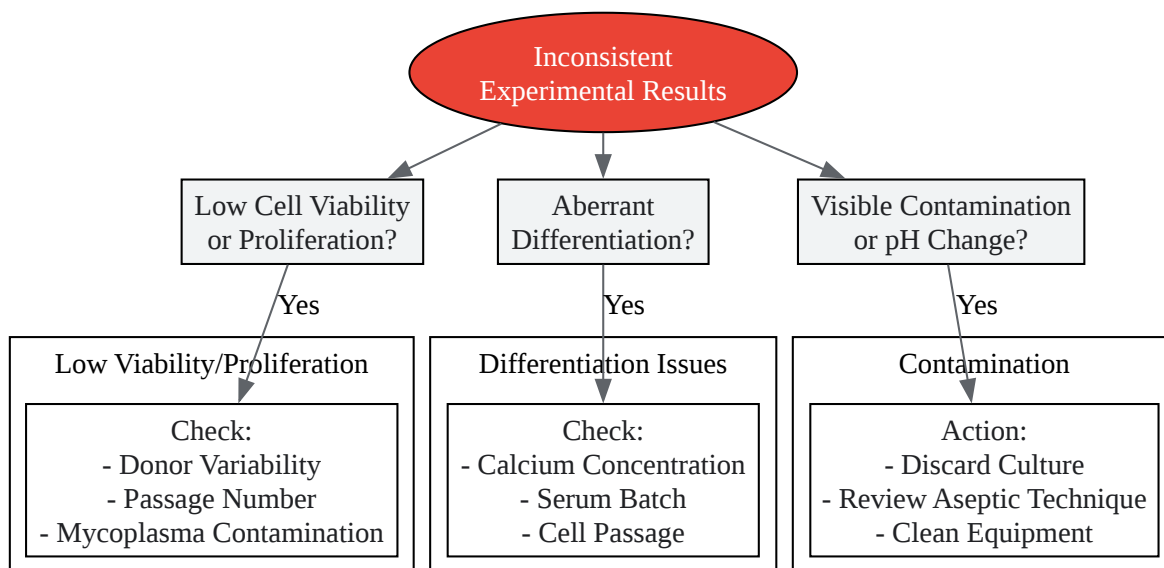 Inconsistent
Experimental Results
Low Cell Viability
or Proliferation?
Aberrant
Differentiation?
Visible Contamination
or pH Change?
Yes
Yes
Yes
Low Viability/Proliferation
Check:
- Donor Variability
- Passage Number
- Mycoplasma Contamination
Differentiation Issues
Check:
- Calcium Concentration
- Serum Batch
- Cell Passage
Contamination
Action:
- Discard Culture
- Review Aseptic Technique
- Clean Equipment